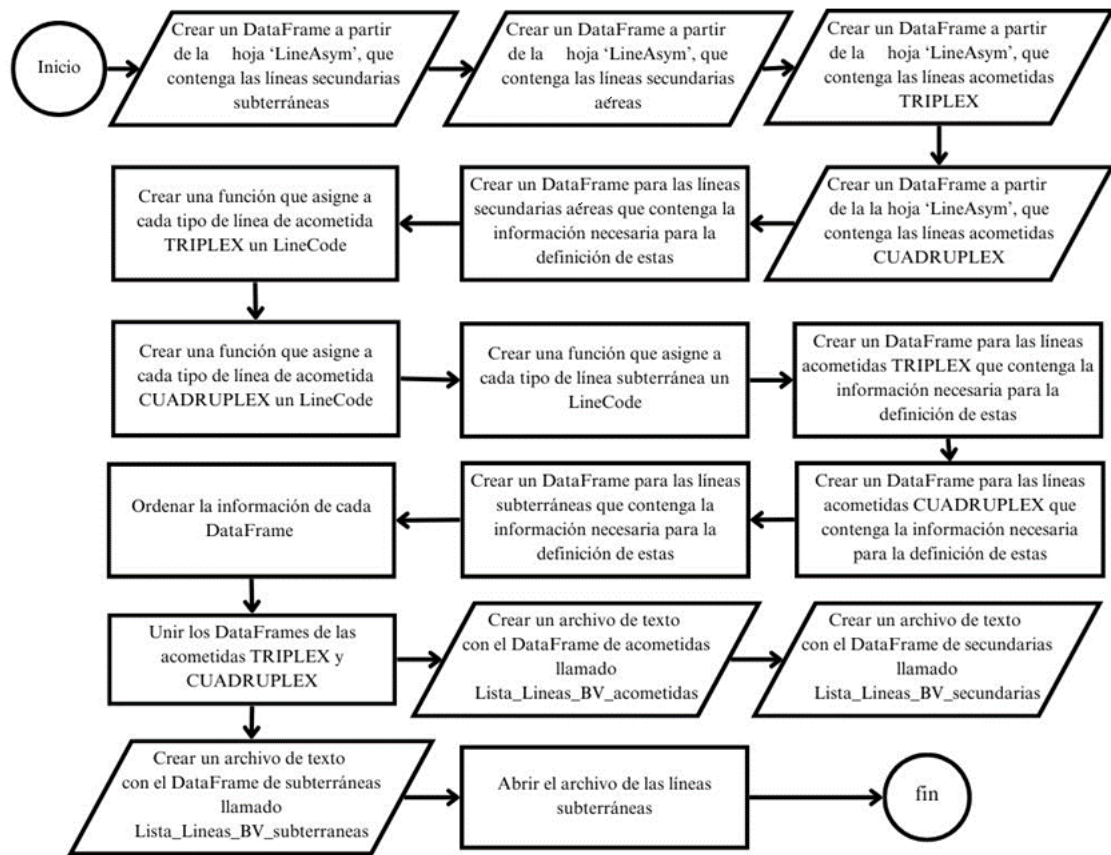 Inicio
Crear un DataFrame a partir
de la hoja ‘LineAsym’, que
contenga las líneas secundarias
subterráneas
Crear un DataFrame a partir
de la hoja ‘LineAsym’, que
contenga las líneas secundarias
aéreas
Crear un DataFrame a partir
de la hoja ‘LineAsym’, que
contenga las líneas acometidas
TRIPLEX
Crear un DataFrame a partir
de la la hoja ‘LineAsym’, que
contenga las líneas acometidas
CUADRUPLEX
Crear un DataFrame para las líneas
secundarias aéreas que contenga la
información necesaria para la
definición de estas
Crear una función que asigne a
cada tipo de línea de acometida
TRIPLEX un LineCode
Crear una función que asigne a
cada tipo de línea de acometida
CUADRUPLEX un LineCode
Crear una función que asigne a
cada tipo de línea subterránea un
LineCode
Crear un DataFrame para las líneas
acometidas TRIPLEX que contenga la
información necesaria para la
definición de estas
Crear un DataFrame para las líneas
acometidas CUADRUPLEX que
contenga la información necesaria
para la definición de estas
Crear un DataFrame para las líneas
subterráneas que contenga la
información necesaria para la
definición de estas
Ordenar la información de cada
DataFrame
Unir los DataFrames de las
acometidas TRIPLEX y
CUADRUPLEX
Crear un archivo de texto
con el DataFrame de acometidas
llamado
Lista_Lineas_BV_acometidas
Crear un archivo de texto
con el DataFrame de secundarias
llamado
Lista_Lineas_BV_secundarias
Crear un archivo de texto
con el DataFrame de subterráneas
llamado
Lista_Lineas_BV_subterraneas
Abrir el archivo de las líneas
subterráneas
fin